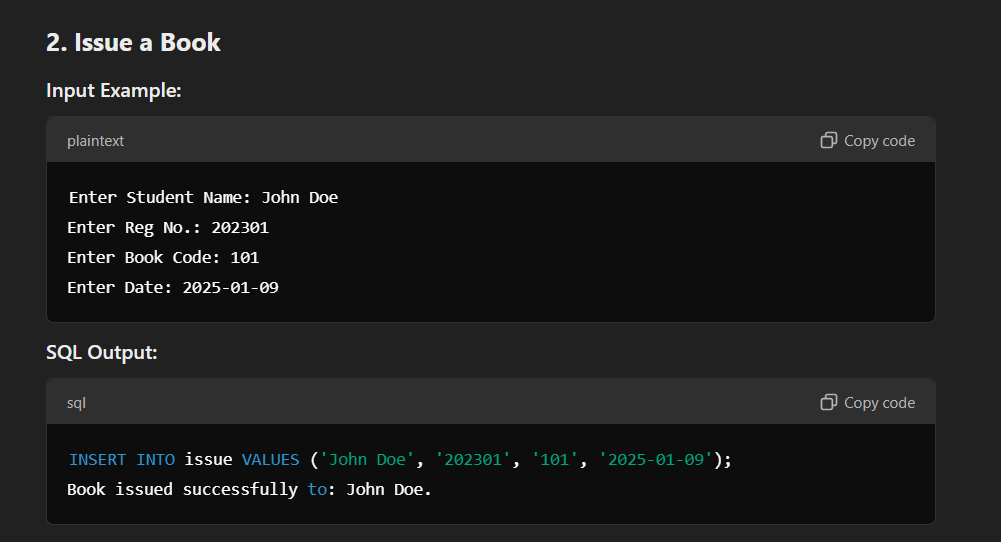 2. Issue a Book
Input Example:
plaintext
Copy code
Enter Student Name: John Doe
Enter Reg No.: 202301
Enter Book Code: 101
Enter Date: 2025-01-09
SQL Output:
sql
Copy code
INSERT INTO issue VALUES ('John Doe', '202301', '101', '2025-01-09');
Book issued successfully to: John Doe.